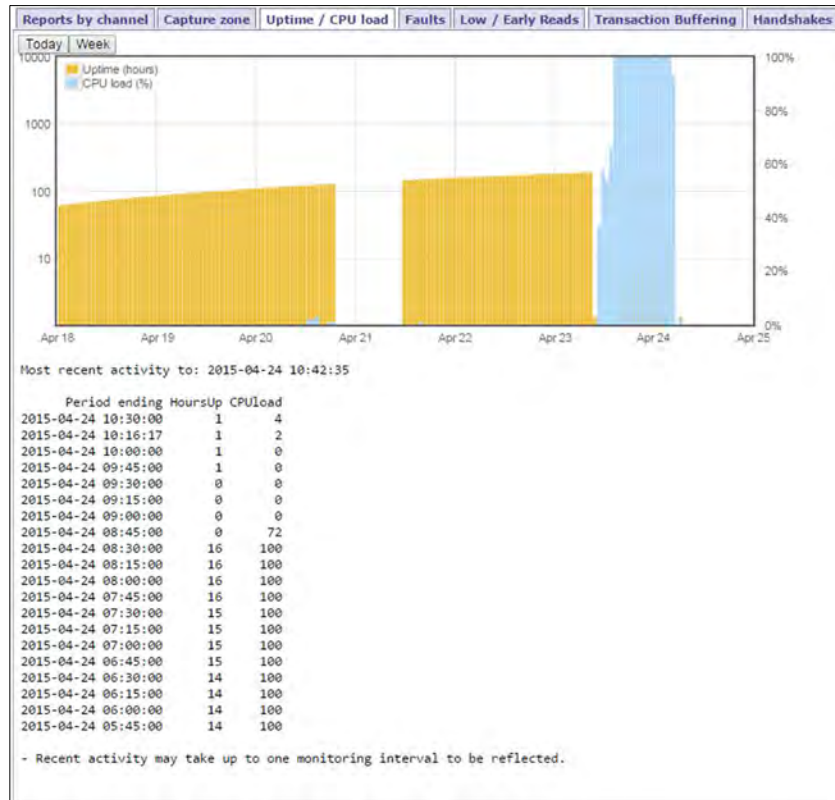 Reports by channel Capture zone Uptime / CPU load Faults Low / Early Reads Transaction Buffering Handshakes
Today Week
10000 100%
Uptime (hours)
CPU load (%)
80%
1000
60%
100
40%
10
20%
0%
Apr 18 Apr 19 Apr 20 Apr 21 Apr 22 Apr 23 Apr 24 Apr 25
Most recent activity to: 2015-04-24 10:42:35
Period ending HoursUp CPUload
2015-04-24 10:30:00 1 4
2015-04-24 10:16:17 1 2
2015-04-24 10:00:00 1 0
2015-04-24 09:45:00 1 0
2015-04-24 09:30:00 0 0
2015-04-24 09:15:00 0 0
2015-04-24 09:00:00 0 0
2015-04-24 08:45:00 0 72
2015-04-24 08:30:00 16 100
2015-04-24 08:15:00 16 100
2015-04-24 08:00:00 16 100
2015-04-24 07:45:00 16 100
2015-04-24 07:30:00 15 100
2015-04-24 07:15:00 15 100
2015-04-24 07:00:00 15 100
2015-04-24 06:45:00 15 100
2015-04-24 06:30:00 14 100
2015-04-24 06:15:00 14 100
2015-04-24 06:00:00 14 100
2015-04-24 05:45:00 14 100
- Recent activity may take up to one monitoring interval to be reflected.